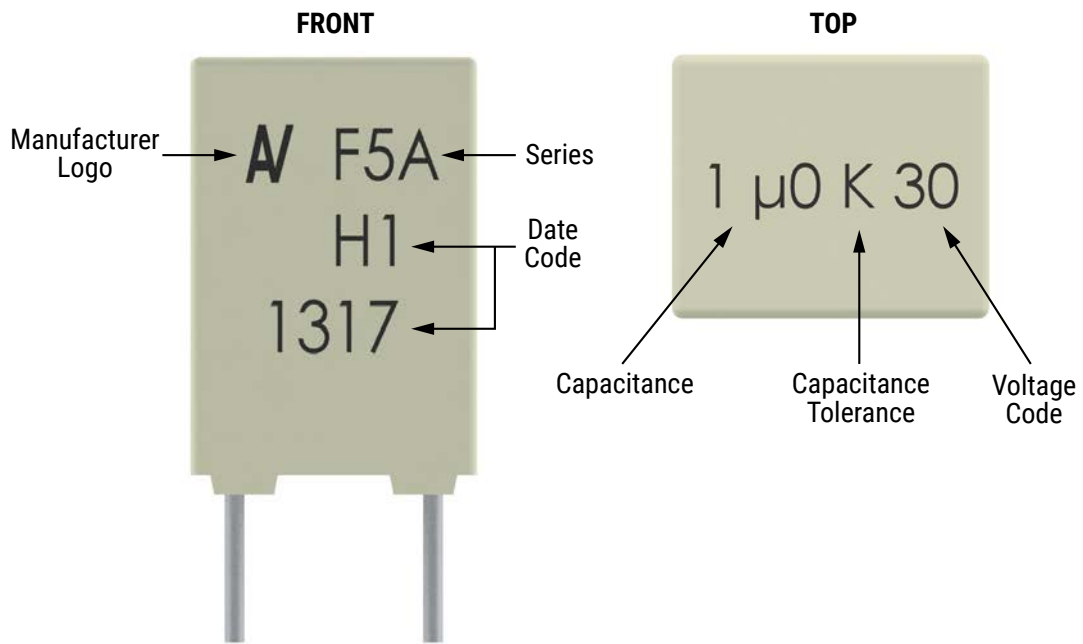 FRONT
TOP
Manufacturer
Logo
F5A
Series
H1
Date
Code
1317
1 µ0 K 30
Capacitance
Capacitance
Tolerance
Voltage
Code